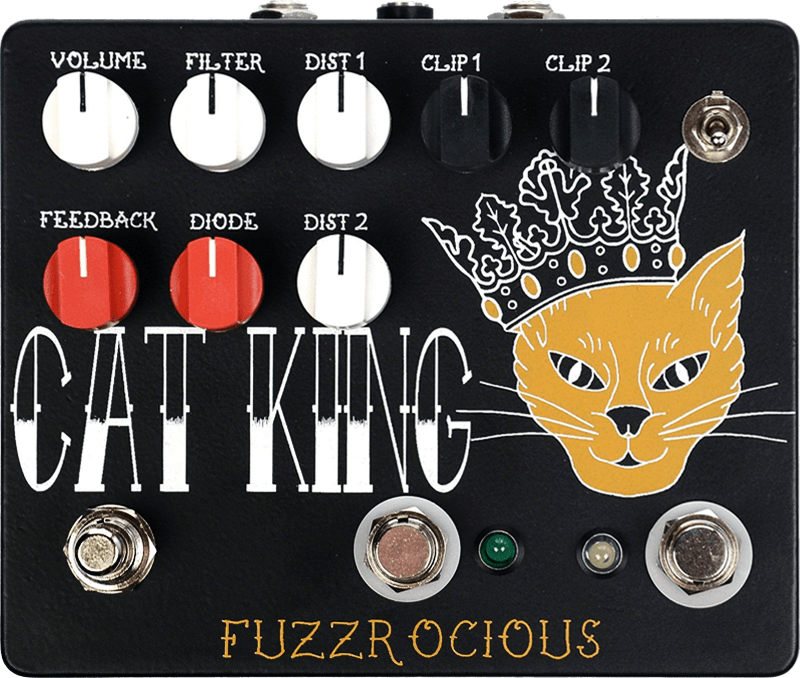 VOLUME FILTER DIST 1 CLIP 1 CLIP 2
FEEDBACK DIODE DIST 2
CAT KING
FUZZROCIOUS